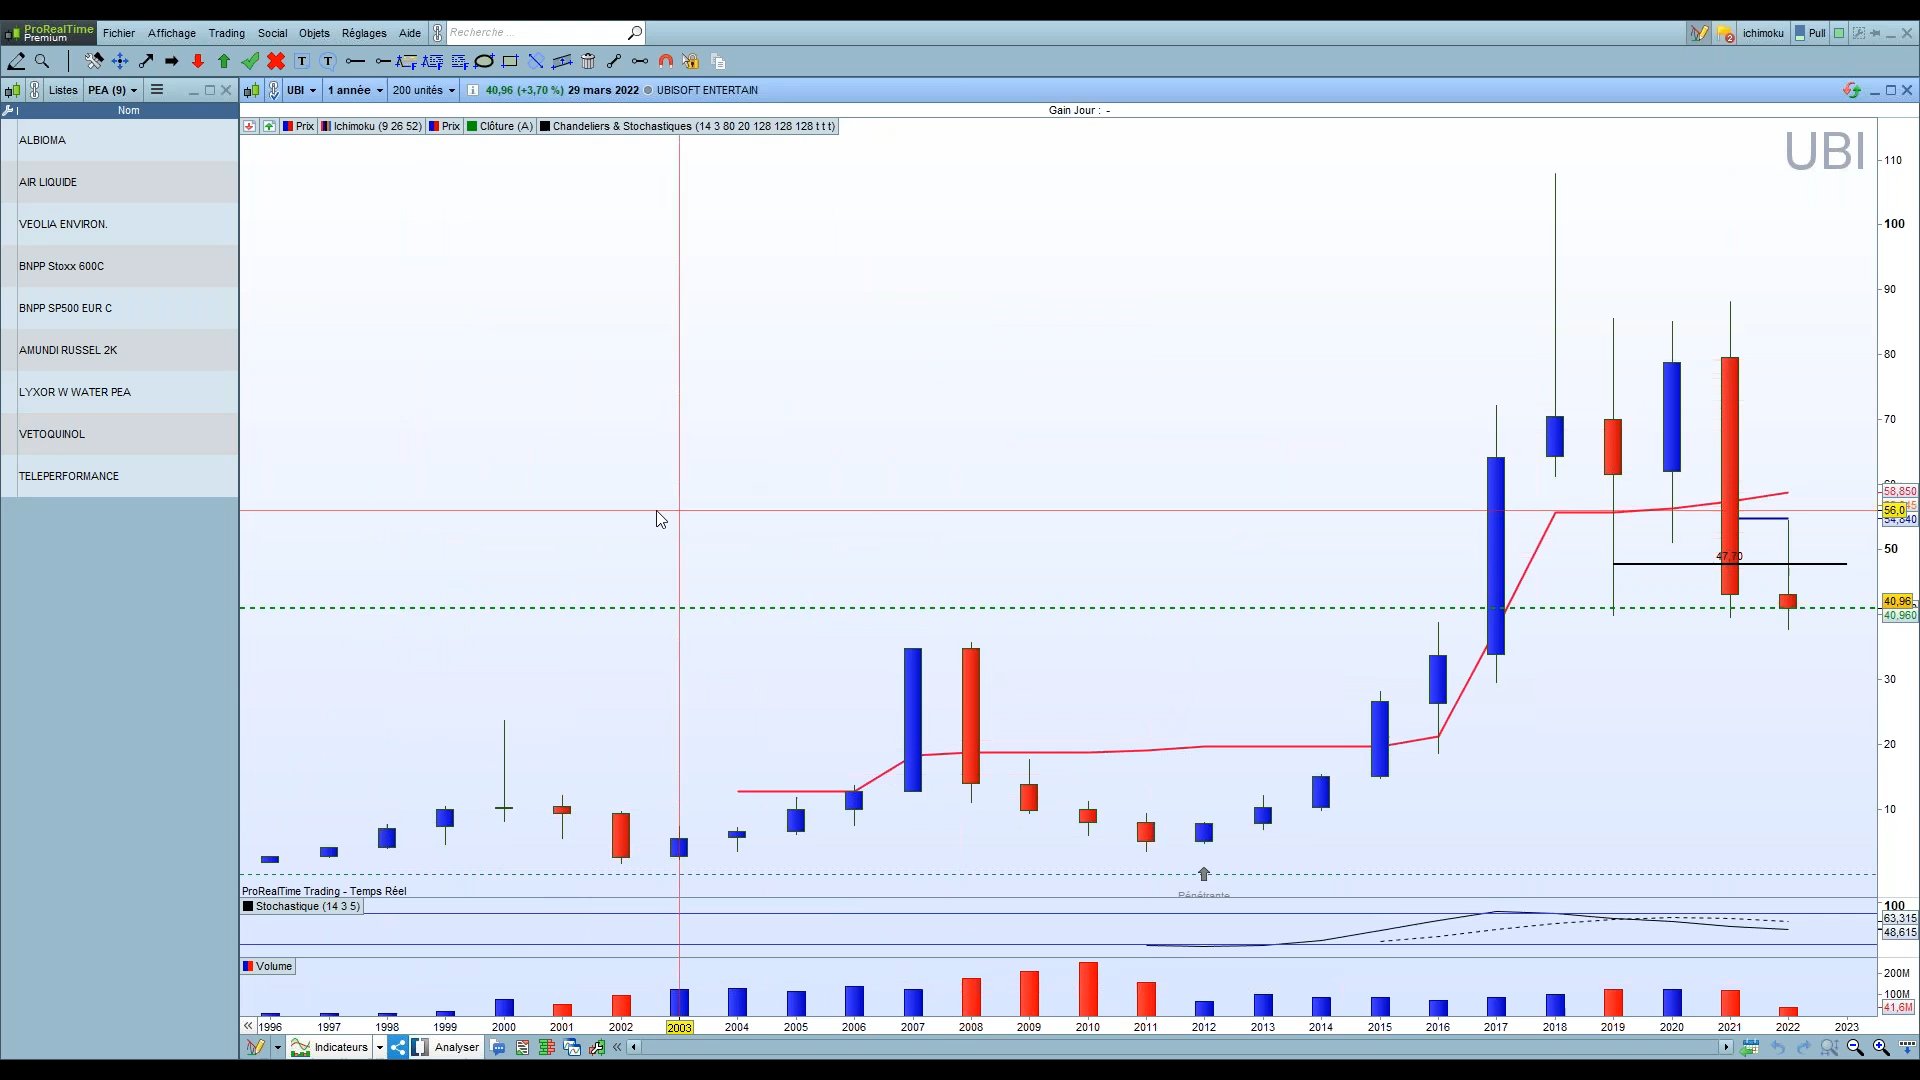 ProRealTime
Premium
Fichier Affichage Trading Social Objets Réglages Aide Recherche ... 2 ichimoku Pull
Listes PEA (9)
UBI 1 année 200 unités 40,96 (+3,70 %) 29 mars 2022 UBISOFT ENTERTAIN
Nom
Gain Jour : -
Prix Ichimoku (9 26 52) Prix Clôture (A) Chandeliers & Stochastiques (14 3 80 20 128 128 128 t t t)
UBI
ALBIOMA
AIR LIQUIDE
VEOLIA ENVIRON.
BNPP Stoxx 600C
BNPP SP500 EUR C
AMUNDI RUSSEL 2K
LYXOR W WATER PEA
VETOQUINOL
TELEPERFORMANCE
110
100
90
80
70
58,850
56,0
54,840
50
47,70
40,96
40,960
30
20
10
ProRealTime Trading - Temps Réel
Pénétrante
Stochastique (14 3 5)
100
63,315
48,615
Volume
200M
100M
41,6M
1996 1997 1998 1999 2000 2001 2002 2003 2004 2005 2006 2007 2008 2009 2010 2011 2012 2013 2014 2015 2016 2017 2018 2019 2020 2021 2022 2023
Indicateurs Analyser